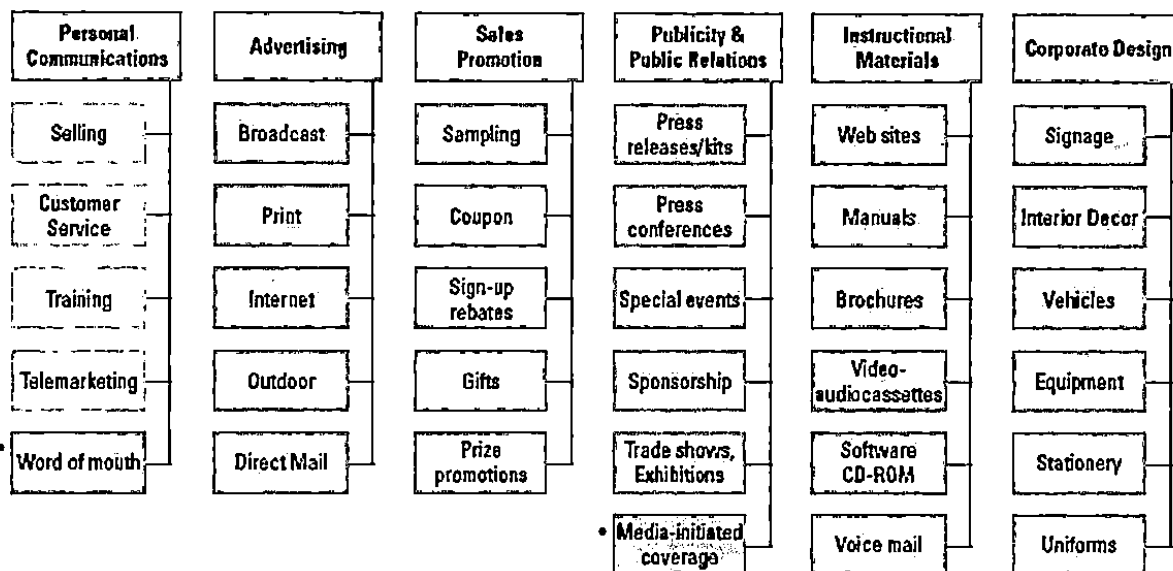 Personal
Communications
Selling
Customer
Service
Training
Telemarketing
• Word of mouth
Advertising
Broadcast
Print
Internet
Outdoor
Direct Mail
Sales
Promotion
Sampling
Coupon
Sign-up
rebates
Gifts
Prize
promotions
Publicity &
Public Relations
Press
releases/kits
Press
conferences
Special events
Sponsorship
Trade shows,
Exhibitions
• Media-initiated
coverage
Instructional
Materials
Web sites
Manuals
Brochures
Video-
audiocassettes
Software
CD-ROM
Voice mail
Corporate Design
Signage
Interior Decor
Vehicles
Equipment
Stationery
Uniforms